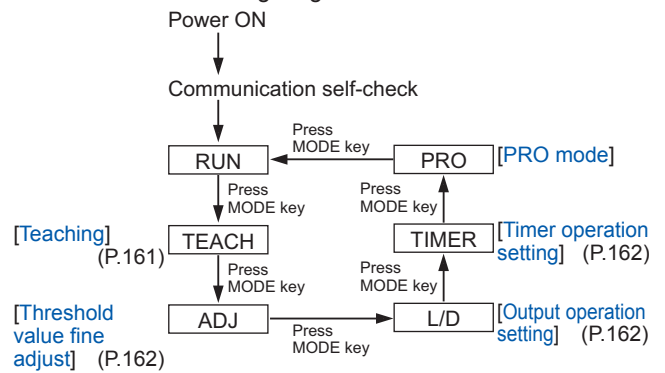 Power ON
Communication self-check
Press
MODE key
RUN
PRO
[PRO mode]
Press
MODE key
Press
MODE key
[Teaching]
(P.161)
TEACH
TIMER
[Timer operation
setting] (P.162)
Press
MODE key
Press
MODE key
[Threshold
value fine
adjust] (P.162)
ADJ
Press
MODE key
L/D
[Output operation
setting] (P.162)